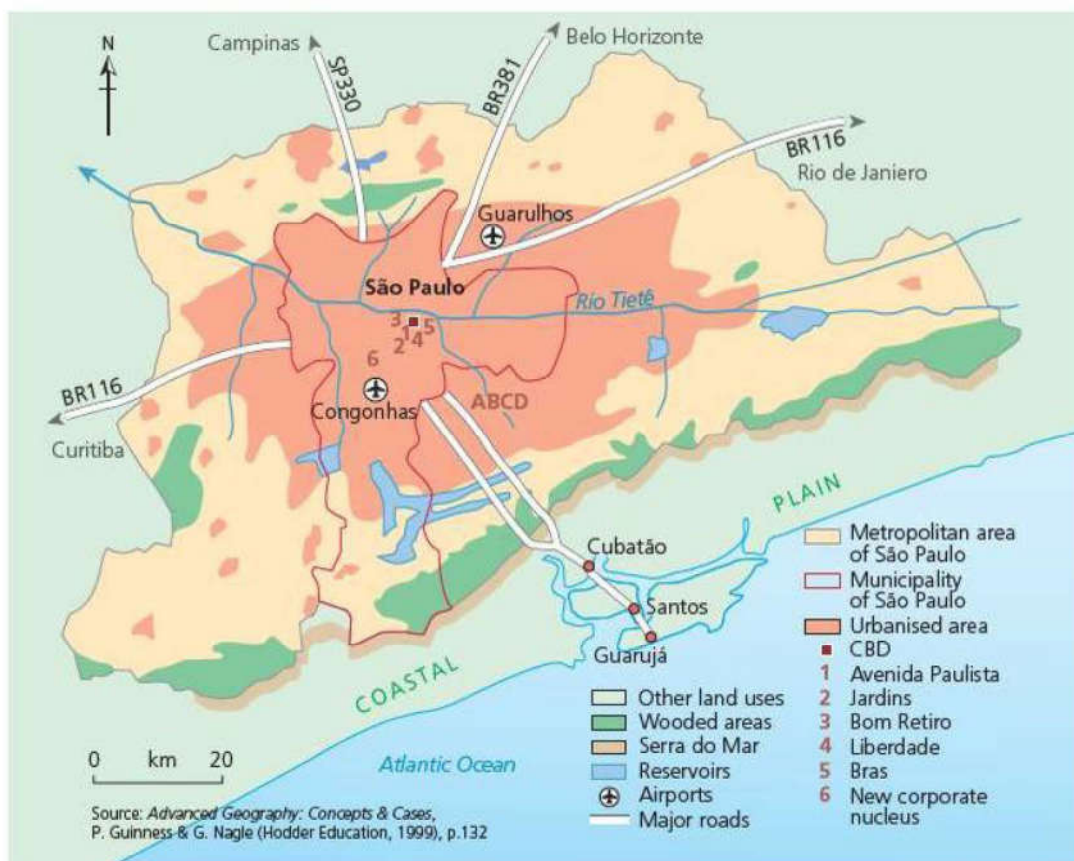 N
Campinas
SP330
BR381
Belo Horizonte
BR116
Rio de Janiero
Guarulhos
São Paulo
Rio Tietê
3
1
5
4
2
6
BR116
Curitiba
Congonhas
ABCD
Cubatão
Santos
Guarujá
COASTAL PLAIN
Atlantic Ocean
0 km 20
Source: Advanced Geography: Concepts & Cases,
P. Guinness & G. Nagle (Hodder Education, 1999), p.132
Other land uses
Wooded areas
Serra do Mar
Reservoirs
Airports
Major roads
Metropolitan area
of São Paulo
Municipality
of São Paulo
Urbanised area
CBD
1 Avenida Paulista
2 Jardins
3 Bom Retiro
4 Liberdade
5 Bras
6 New corporate
nucleus